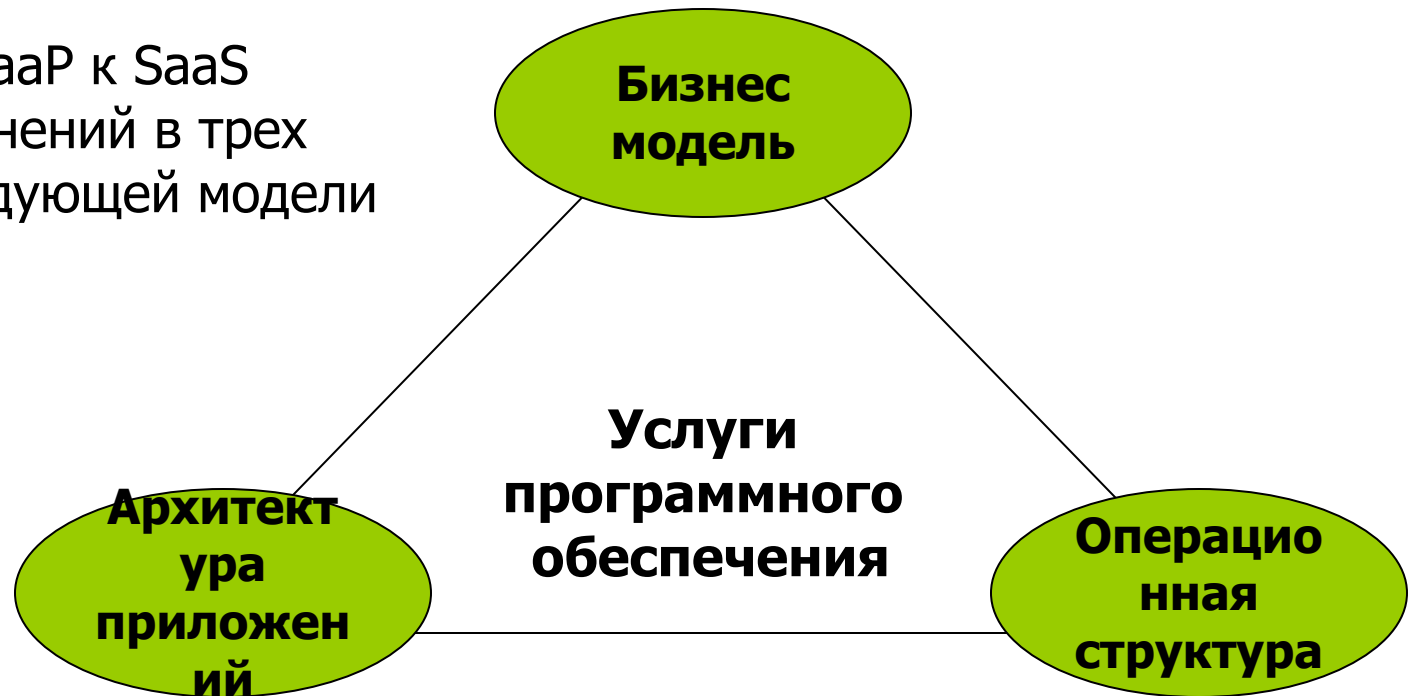 aaP к SaaS
нений в трех
дующей модели
Бизнес
модель
Услуги
программного
обеспечения
Архитект
ура
приложен
ий
Операцио
нная
структура